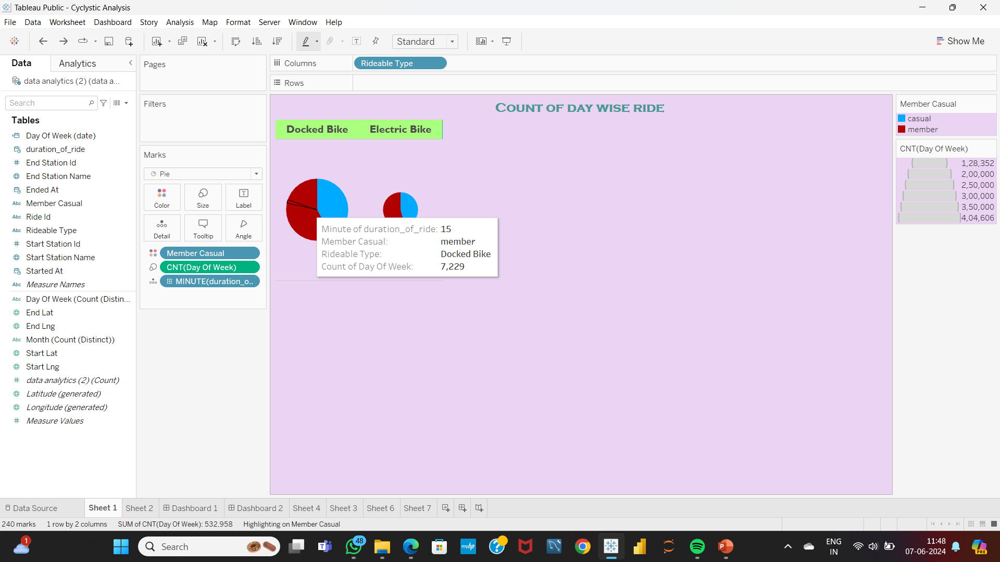 Tableau Public - Cyclystic Analysis
File Data Worksheet Dashboard Story Analysis Map Format Server Window Help
Standard
Show Me
Data Analytics
data analytics (2) (data a...
Search
Tables
Day Of Week (date)
duration_of_ride
End Station Id
End Station Name
Ended At
Abc Member Casual
Abc Ride Id
Abc Rideable Type
Start Station Id
Start Station Name
Started At
Abc Measure Names
Abc Day Of Week (Count (Distin...
End Lat
End Lng
Abc Month (Count (Distinct))
Start Lat
Start Lng
data analytics (2) (Count)
Latitude (generated)
Longitude (generated)
Measure Values
Pages
Filters
Marks
Pie
Color Size Label
Detail Tooltip Angle
Member Casual
CNT(Day Of Week)
MINUTE(duration_o..
Columns Rideable Type
Rows
Count of day wise ride
Docked Bike Electric Bike
Minute of duration_of_ride: 15
Member Casual: member
Rideable Type: Docked Bike
Count of Day Of Week: 7,229
Member Casual
casual
member
CNT(Day Of Week)
1,28,352
2,00,000
2,50,000
3,00,000
3,50,000
4,04,606
Data Source Sheet 1 Sheet 2 Dashboard 1 Dashboard 2 Sheet 4 Sheet 3 Sheet 6 Sheet 7
240 marks 1 row by 2 columns SUM of CNT(Day Of Week): 532,958 Highlighting on Member Casual
1
Search
48
myhp
ENG
IN
11:48
07-06-2024
PRE